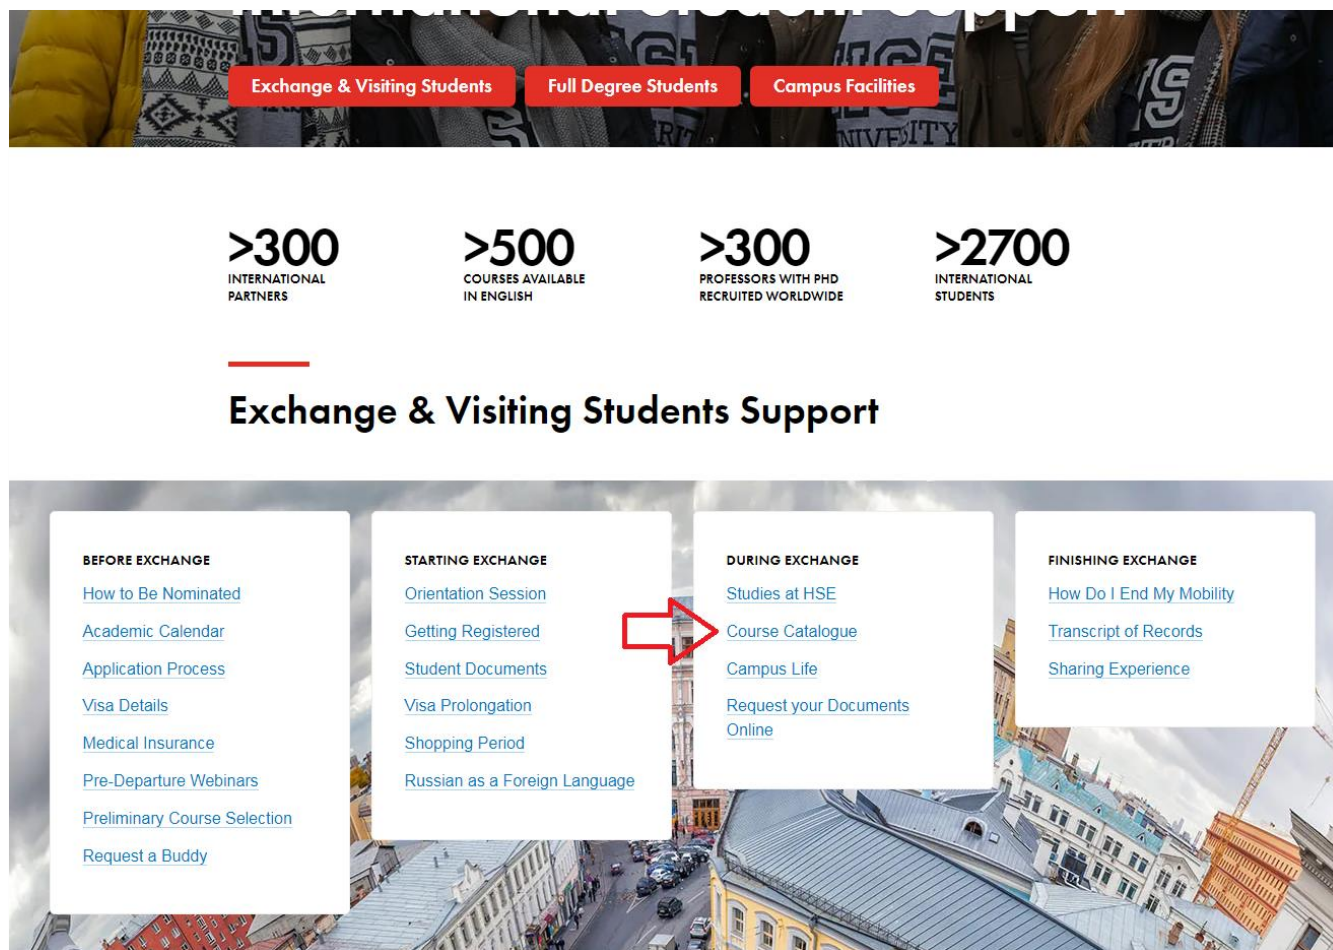 International Student Support
Exchange & Visiting Students
Full Degree Students
Campus Facilities
>300
INTERNATIONAL
PARTNERS
>500
COURSES AVAILABLE
IN ENGLISH
>300
PROFESSORS WITH PHD
RECRUITED WORLDWIDE
>2700
INTERNATIONAL
STUDENTS
Exchange & Visiting Students Support
BEFORE EXCHANGE
How to Be Nominated
Academic Calendar
Application Process
Visa Details
Medical Insurance
Pre-Departure Webinars
Preliminary Course Selection
Request a Buddy
STARTING EXCHANGE
Orientation Session
Getting Registered
Student Documents
Visa Prolongation
Shopping Period
Russian as a Foreign Language
DURING EXCHANGE
Studies at HSE
Course Catalogue
Campus Life
Request your Documents
Online
FINISHING EXCHANGE
How Do I End My Mobility
Transcript of Records
Sharing Experience